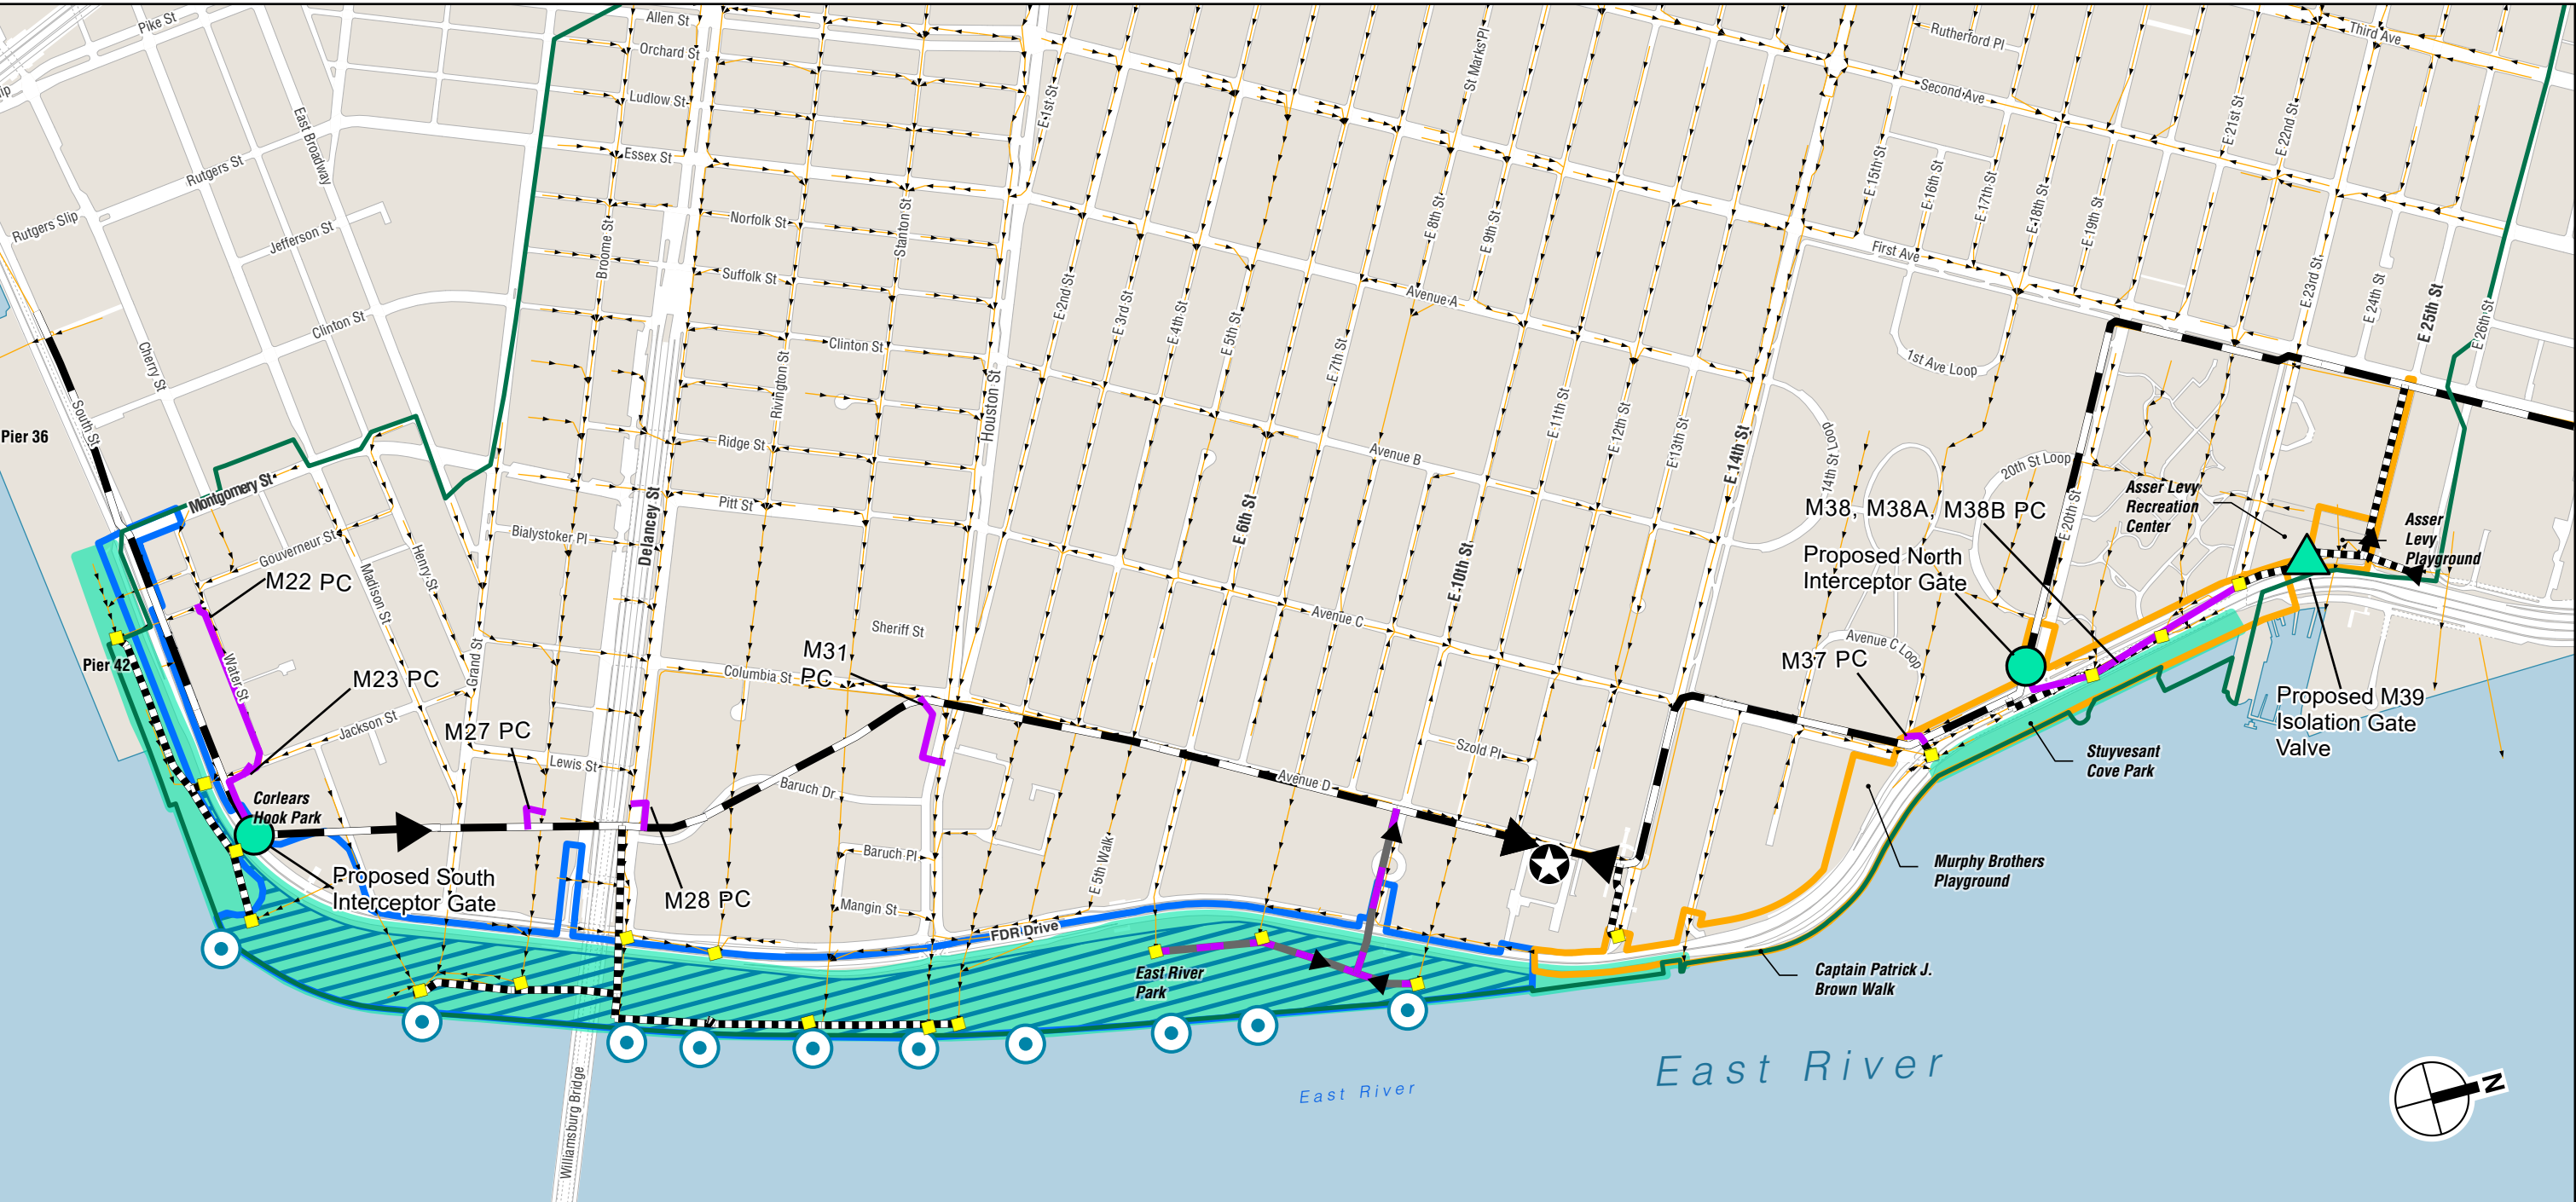 Pike St
Allen St
Orchard St
Ludlow St
Essex St
Norfolk St
Suffolk St
Clinton St
Ridge St
Pitt St
Bialystoker Pl
Sheriff St
Columbia St
Lewis St
Baruch Dr
Baruch Pl
Mangin St
FDR Drive
East Broadway
Rutgers St
Rutgers Slip
Jefferson St
Clinton St
Cherry St
South St
Pier 36
Montgomery St
Gouverneur St
Madison St
Henry St
Grand St
Water St
Jackson St
Pier 42
Corlears
Hook Park
Broome St
Delancey St
Rivington St
Stanton St
Houston St
E 1st St
E 2nd St
E 3rd St
E 4th St
E 5th St
E 6th St
E 7th St
St Marks Pl
E 8th St
E 9th St
E 10th St
E 11th St
E 12th St
E 13th St
E 14th St
E 15th St
E 16th St
E 17th St
E 18th St
E 19th St
E 20th St
E 21st St
E 22nd St
E 23rd St
E 24th St
E 25th St
E 26th St
Rutherford Pl
Third Ave
Second Ave
First Ave
1st Ave Loop
14th St Loop
20th St Loop
Avenue C Loop
Avenue A
Avenue B
Avenue C
Avenue D
Szold Pl
E 5th Walk
M22 PC
M23 PC
M27 PC
M28 PC
M31
PC
M37 PC
M38, M38A, M38B PC
Proposed North
Interceptor Gate
Proposed South
Interceptor Gate
Proposed M39
Isolation Gate
Valve
Asser Levy
Recreation
Center
Asser
Levy
Playground
Stuyvesant
Cove Park
Murphy Brothers
Playground
Captain Patrick J.
Brown Walk
East River
Park
East River
East River
Williamsburg Bridge
N